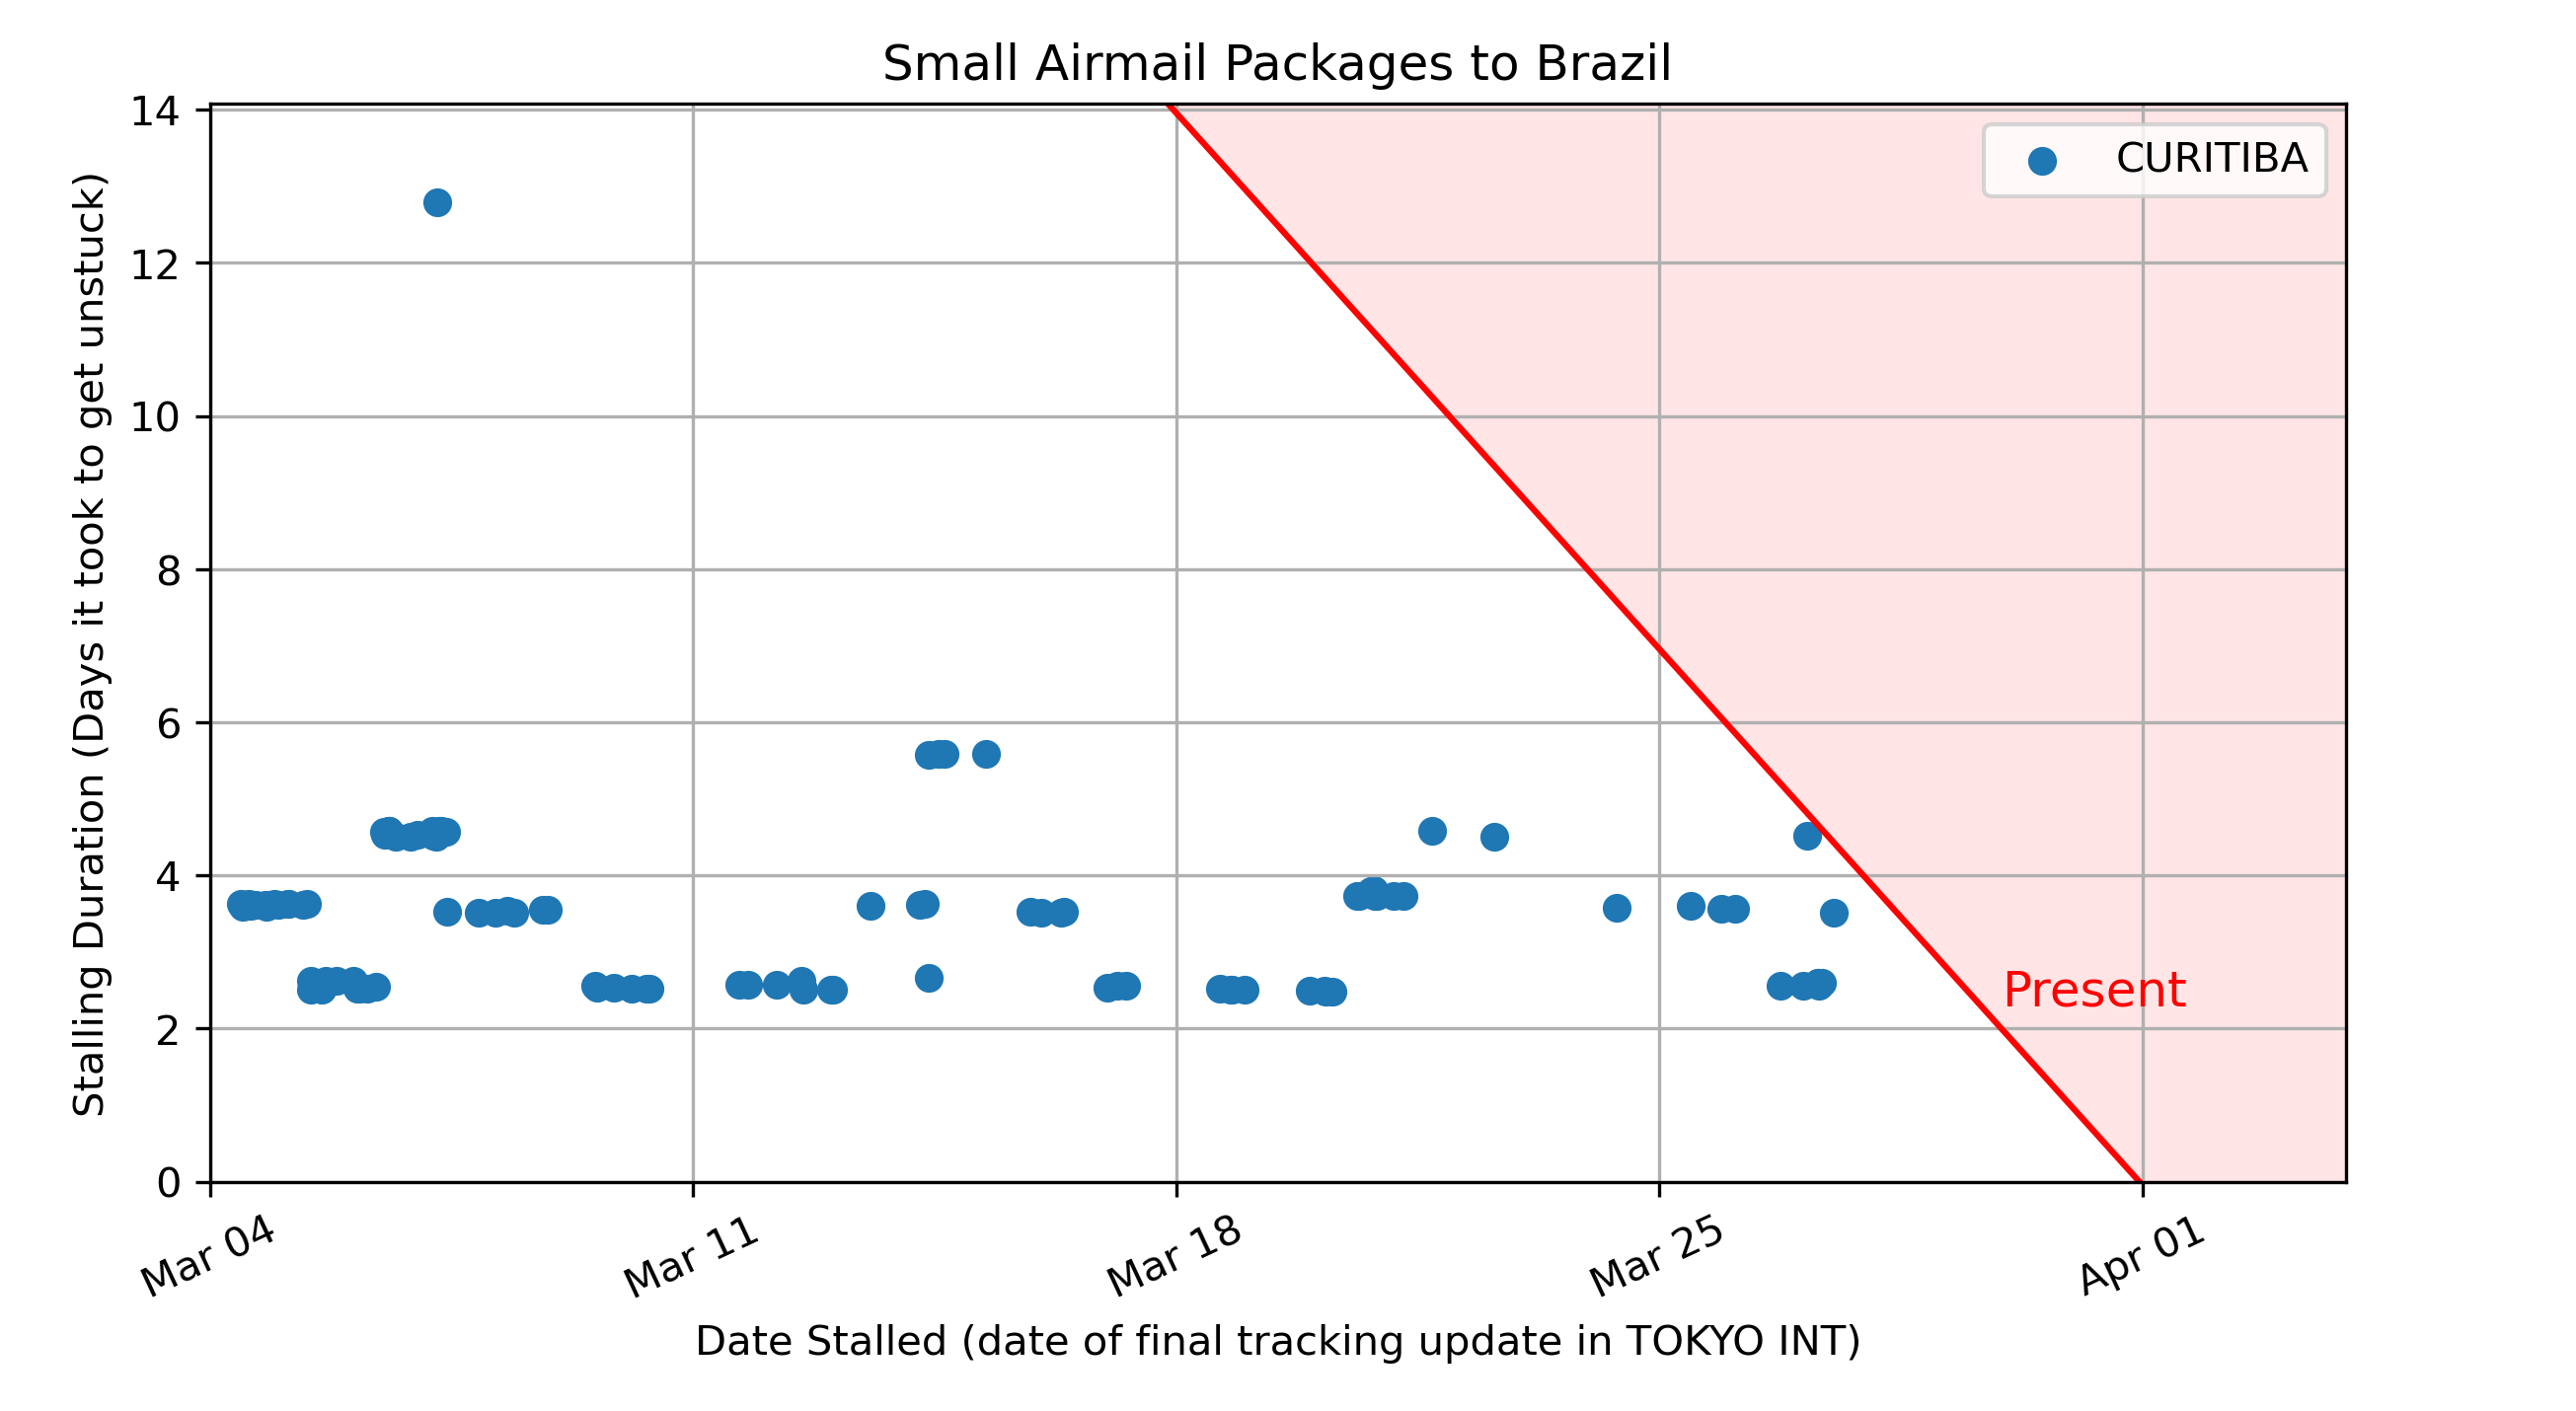 Small Airmail Packages to Brazil
Stalling Duration (Days it took to get unstuck)
14
12
10
8
6
4
2
0
CURITIBA
Present
Mar 04
Mar 11
Mar 18
Mar 25
Apr 01
Date Stalled (date of final tracking update in TOKYO INT)